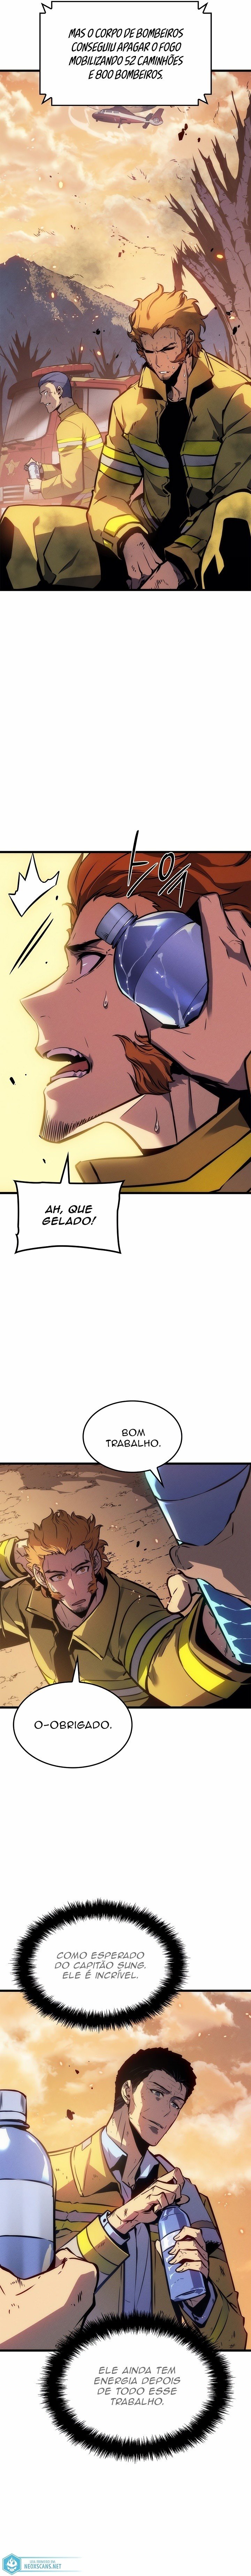 MAS O CORPO DE BOMBEIROS
CONSEGUIU APAGAR O FOGO
MOBILIZANDO 52 CAMINHÕES
E 800 BOMBEIROS.
AH, QUE
GELADO!
BOM
TRABALHO.
O-OBRIGADO.
COMO ESPERADO
DO CAPITÃO SUNG.
ELE É INCRÍVEL.
ELE AINDA TEM
ENERGIA DEPOIS
DE TODO ESSE
TRABALHO.
NEOXSCANS.NET